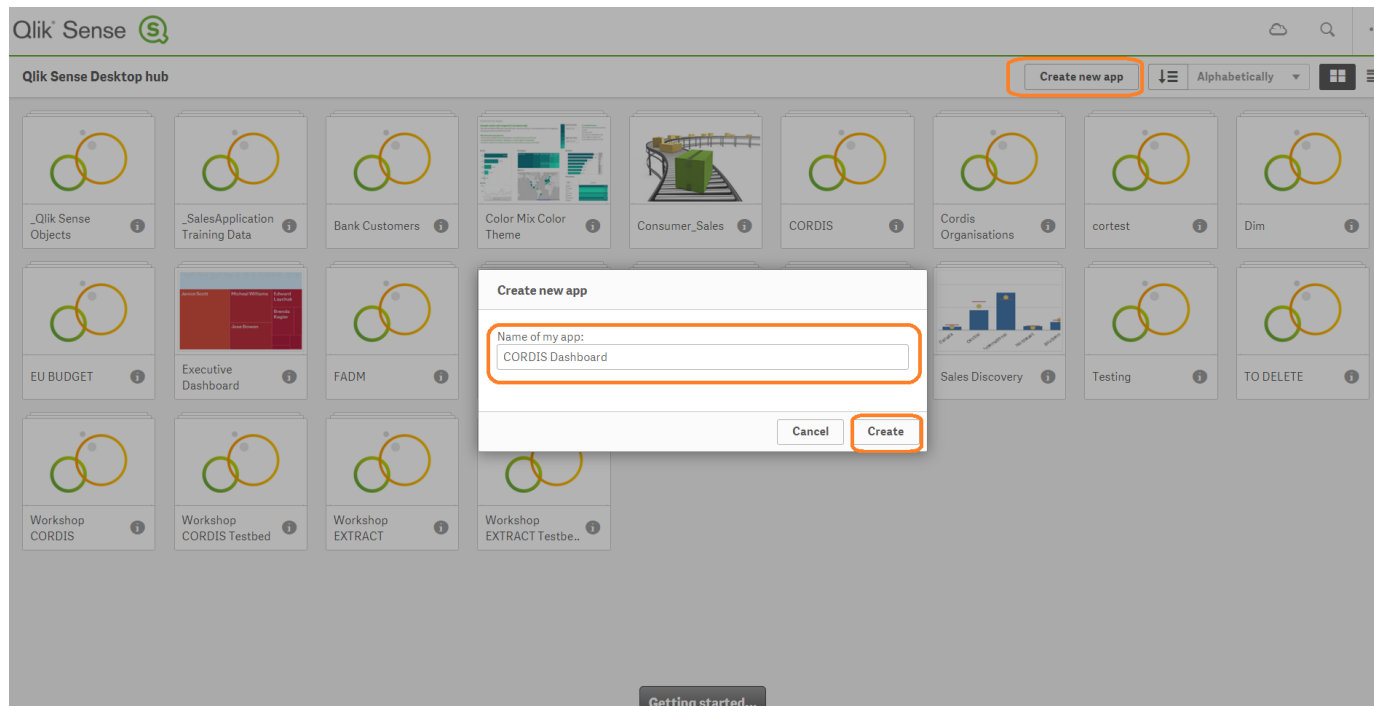 Qlik Sense
Qlik Sense Desktop hub
Create new app
Alphabetically
_Qlik Sense
Objects
_SalesApplication
Training Data
Bank Customers
Color Mix Color
Theme
Consumer_Sales
CORDIS
Cordis
Organisations
cortest
Dim
Create new app
Name of my app:
CORDIS Dashboard
Cancel
Create
EU BUDGET
Executive
Dashboard
FADM
Sales Discovery
Testing
TO DELETE
Workshop
CORDIS
Workshop
CORDIS Testbed
Workshop
EXTRACT
Workshop
EXTRACT Testbe..
Getting started...